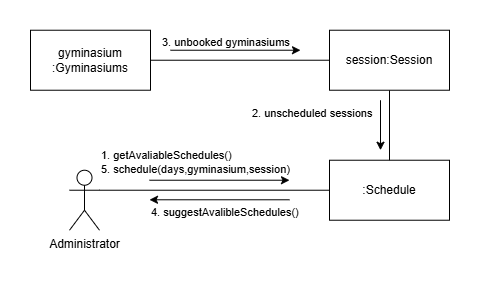 gyminasium
:Gyminasiums
3. unbooked gyminasiums
session:Session
2. unscheduled sessions
1. getAvaliableSchedules()
5. schedule(days,gyminasium,session)
:Schedule
4. suggestAvalibleSchedules()
Administrator